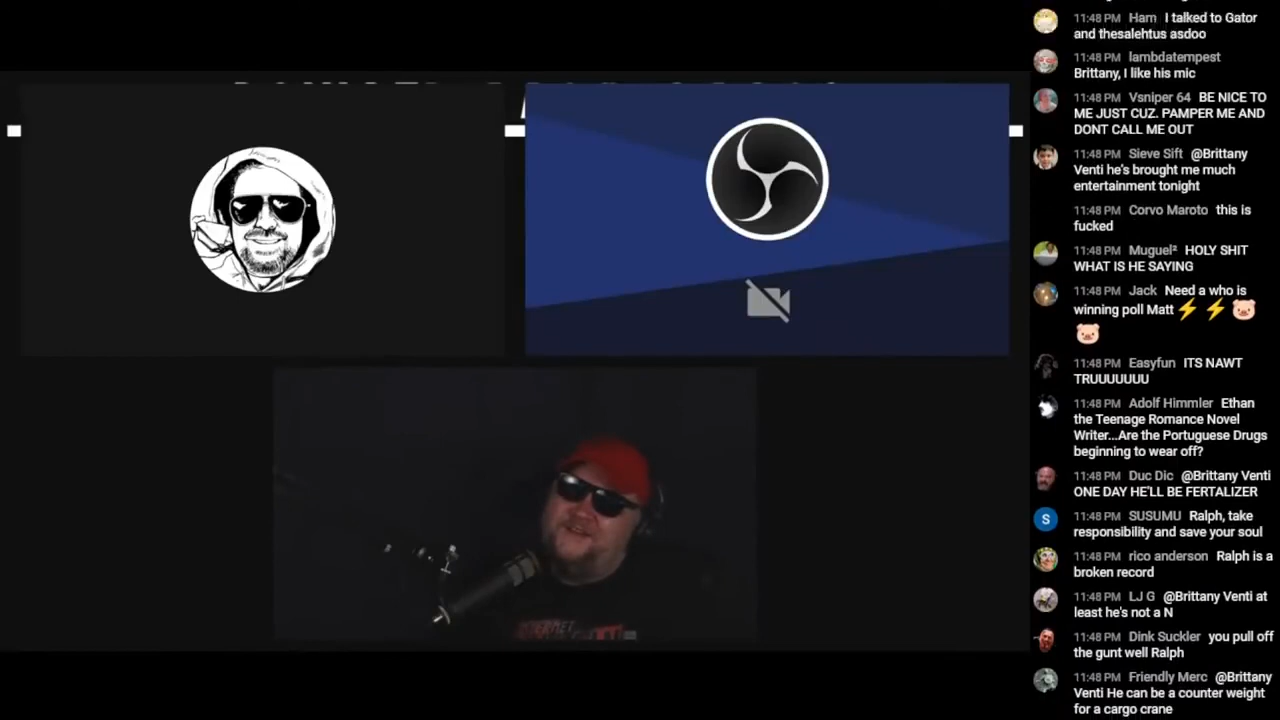 11:48 PM Ham I talked to Gator
and thesalehtus asdoo
11:48 PM lambdatempest
Brittany, I like his mic
11:48 PM Vsniper 64 BE NICE TO
ME JUST CUZ. PAMPER ME AND
DONT CALL ME OUT
11:48 PM Sieve Sift @Brittany
Venti he's brought me much
entertainment tonight
11:48 PM Corvo Maroto this is
fucked
11:48 PM Muguel² HOLY SHIT
WHAT IS HE SAYING
11:48 PM Jack Need a who is
winning poll Matt⚡⚡🐷
🐷
11:48 PM Easyfun ITS NAWT
TRUUUUUUU
11:48 PM Adolf Himmler Ethan
the Teenage Romance Novel
Writer...Are the Portuguese Drugs
beginning to wear off?
11:48 PM Duc Dic @Brittany Venti
ONE DAY HE'LL BE FERTALIZER
S
11:48 PM SUSUMU Ralph, take
responsibility and save your soul
11:48 PM rico anderson Ralph is a
broken record
11:48 PM LJ G @Brittany Venti at
least he's not a N
11:48 PM Dink Suckler you pull off
the gunt well Ralph
11:48 PM Friendly Merc @Brittany
Venti He can be a counter weight
for a cargo crane
INTERNET